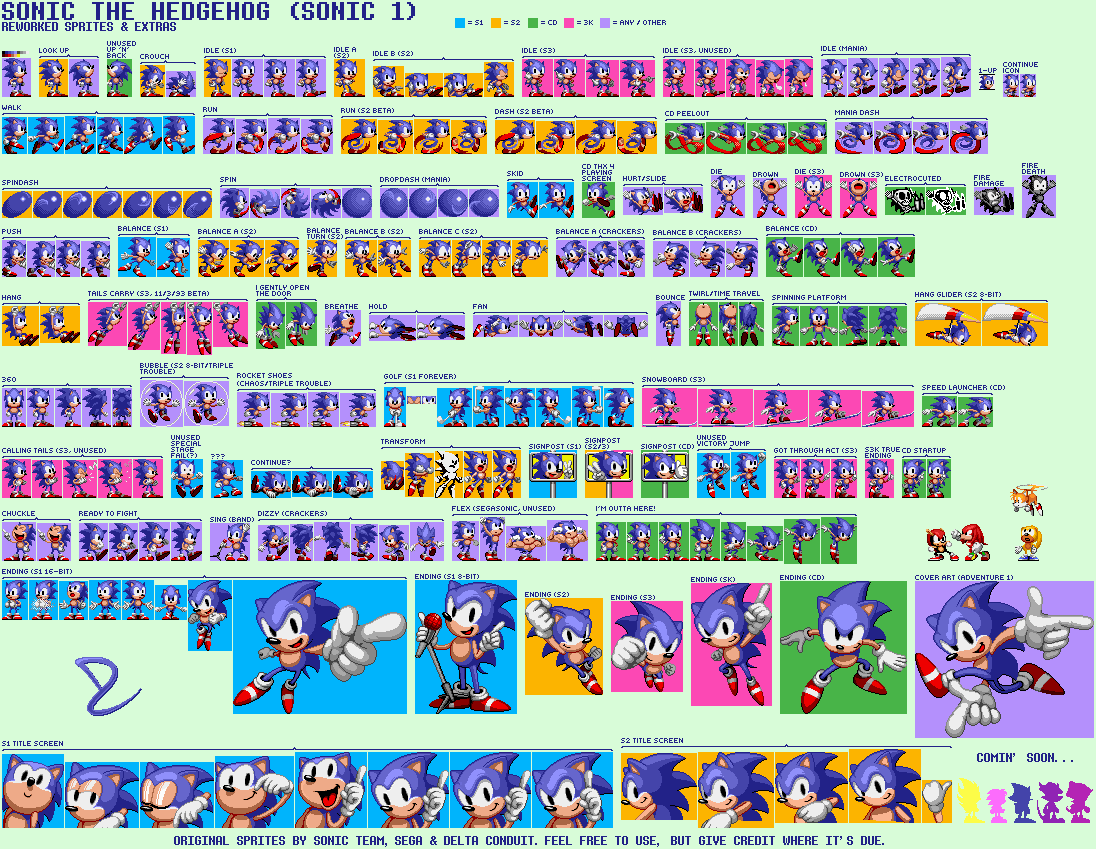 SONIC THE HEDGEHOG (SONIC 1)
REWORKED SPRITES & EXTRAS
= S1 = S2 = CD = 3K = ANY / OTHER
LOOK UP
UNUSED UP 'N' BACK
CROUCH
IDLE (S1)
IDLE A (S2)
IDLE B (S2)
IDLE (S3)
IDLE (S3, UNUSED)
IDLE (MANIA)
1-UP
CONTINUE ICON
WALK
RUN
RUN (S2 BETA)
DASH (S2 BETA)
CD PEELOUT
MANIA DASH
SPINDASH
SPIN
DROPDASH (MANIA)
SKID
CD THX 4 PLAYING SCREEN
HURT/SLIDE
DIE
DROWN
DIE (S3)
DROWN (S3)
ELECTROCUTED
FIRE DAMAGE
FIRE DEATH
PUSH
BALANCE (S1)
BALANCE A (S2)
BALANCE TURN (S2)
BALANCE B (S2)
BALANCE C (S2)
BALANCE A (CRACKERS)
BALANCE B (CRACKERS)
BALANCE (CD)
HANG
TAILS CARRY (S3, 11/3/93 BETA)
I GENTLY OPEN THE DOOR
BREATHE
HOLD
FAN
BOUNCE
TWIRL/TIME TRAVEL
SPINNING PLATFORM
HANG GLIDER (S2 8-BIT)
360
BUBBLE (S2 8-BIT/TRIPLE TROUBLE)
ROCKET SHOES (CHAOS/TRIPLE TROUBLE)
GOLF (S1 FOREVER)
SNOWBOARD (S3)
SPEED LAUNCHER (CD)
CALLING TAILS (S3, UNUSED)
UNUSED SPECIAL STAGE FAIL(?)
???
CONTINUE?
TRANSFORM
SIGNPOST (S1)
SIGNPOST (S2/3)
SIGNPOST (CD)
UNUSED VICTORY JUMP
GOT THROUGH ACT (S3)
S3K TRUE ENDING
CD STARTUP
CHUCKLE
READY TO FIGHT
SING (BAND)
DIZZY (CRACKERS)
FLEX (SEGASONIC, UNUSED)
I'M OUTTA HERE!
ENDING (S1 16-BIT)
ENDING (S1 8-BIT)
ENDING (S2)
ENDING (S3)
ENDING (SK)
ENDING (CD)
COVER ART (ADVENTURE 1)
S1 TITLE SCREEN
S2 TITLE SCREEN
COMIN' SOON...
ORIGINAL SPRITES BY SONIC TEAM, SEGA & DELTA CONDUIT. FEEL FREE TO USE, BUT GIVE CREDIT WHERE IT'S DUE.